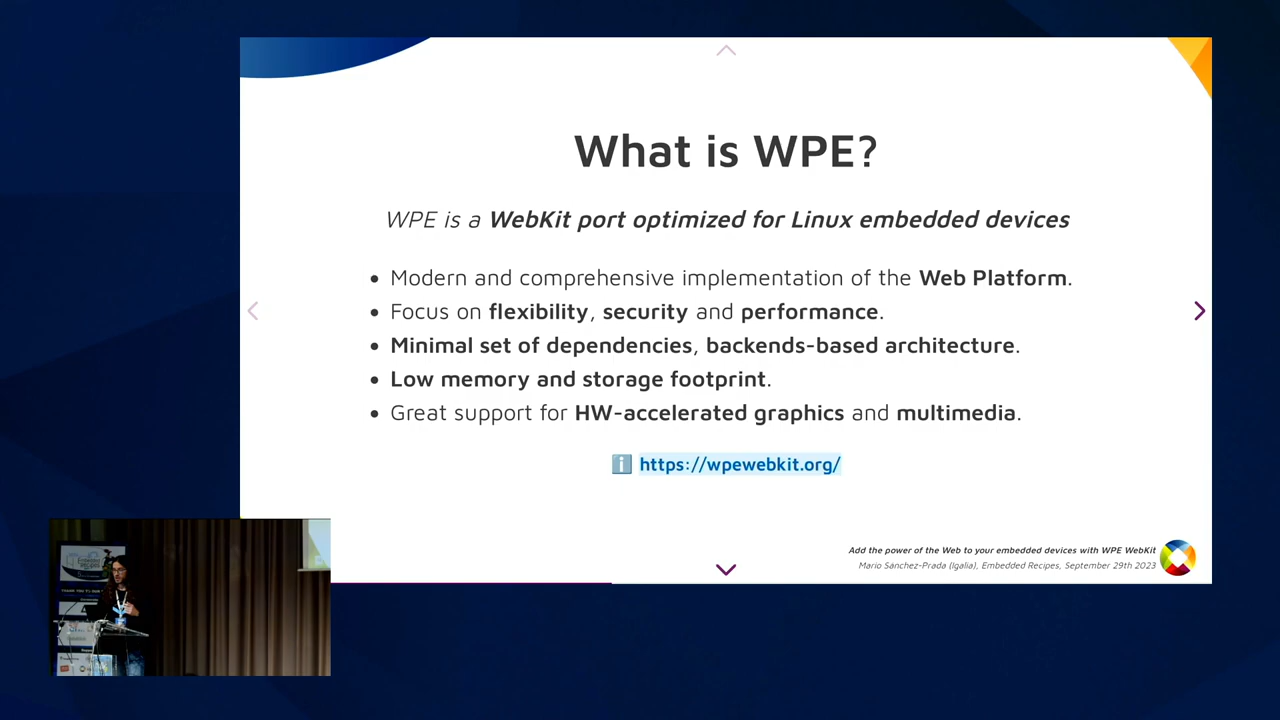 What is WPE?
WPE is a WebKit port optimized for Linux embedded devices
Modern and comprehensive implementation of the Web Platform.
Focus on flexibility, security and performance.
Minimal set of dependencies, backends-based architecture.
Low memory and storage footprint.
Great support for HW-accelerated graphics and multimedia.
https://wpewebkit.org/
Add the power of the Web to your embedded devices with WPE WebKit
Mario Sánchez-Prada (Igalia), Embedded Recipes, September 29th 2023
Embedded
Recipes